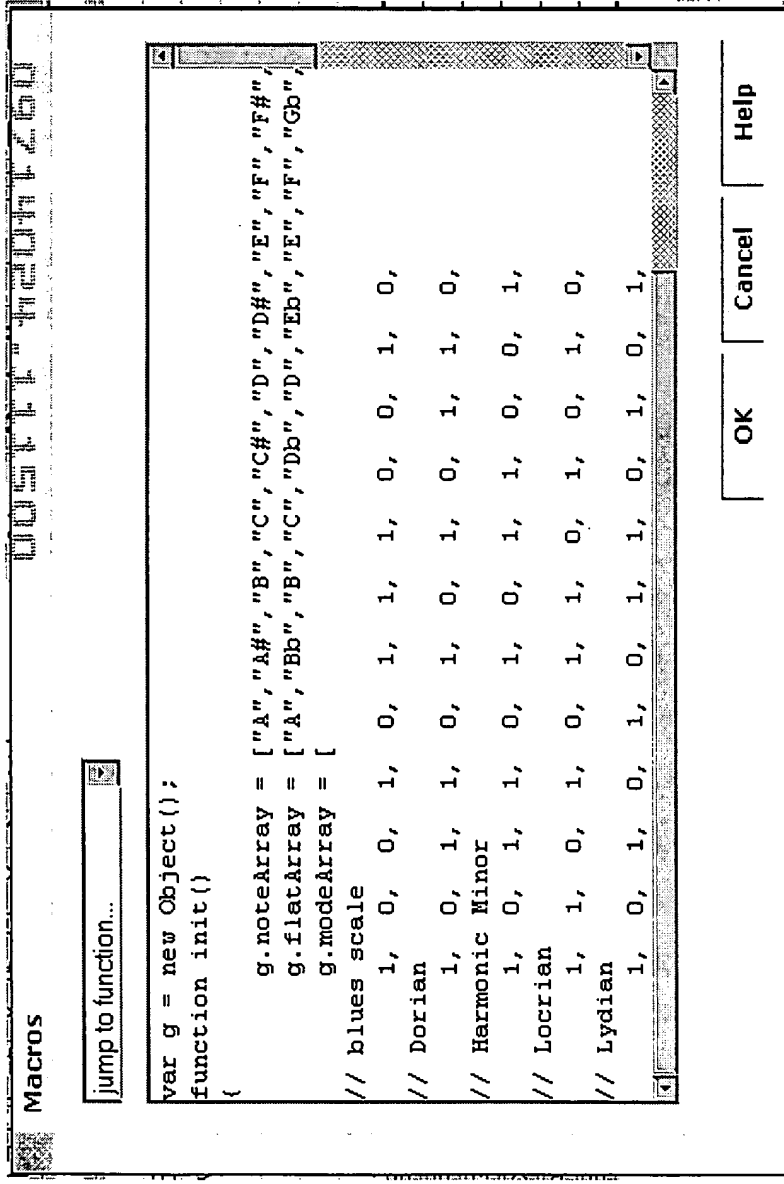 Macros
jump to function...
var g = new Object();
function init()
{
g.noteArray = ["A","A#","B","C","C#","D","D#","E","F","F#",
g.flatArray = ["A","Bb","B","C","Db","D","Eb","E","F","Gb",
g.modeArray = [
// blues scale
1, 0, 0, 1, 0, 1, 1, 1, 0, 0, 1, 0,
// Dorian
1, 0, 1, 1, 0, 1, 0, 1, 0, 1, 1, 0,
// Harmonic Minor
1, 0, 1, 1, 0, 1, 0, 1, 1, 0, 0, 1,
// Locrian
1, 1, 0, 1, 0, 1, 1, 0, 1, 0, 1, 0,
// Lydian
1, 0, 1, 0, 1, 0, 1, 1, 0, 1, 0, 1,
OK Cancel Help